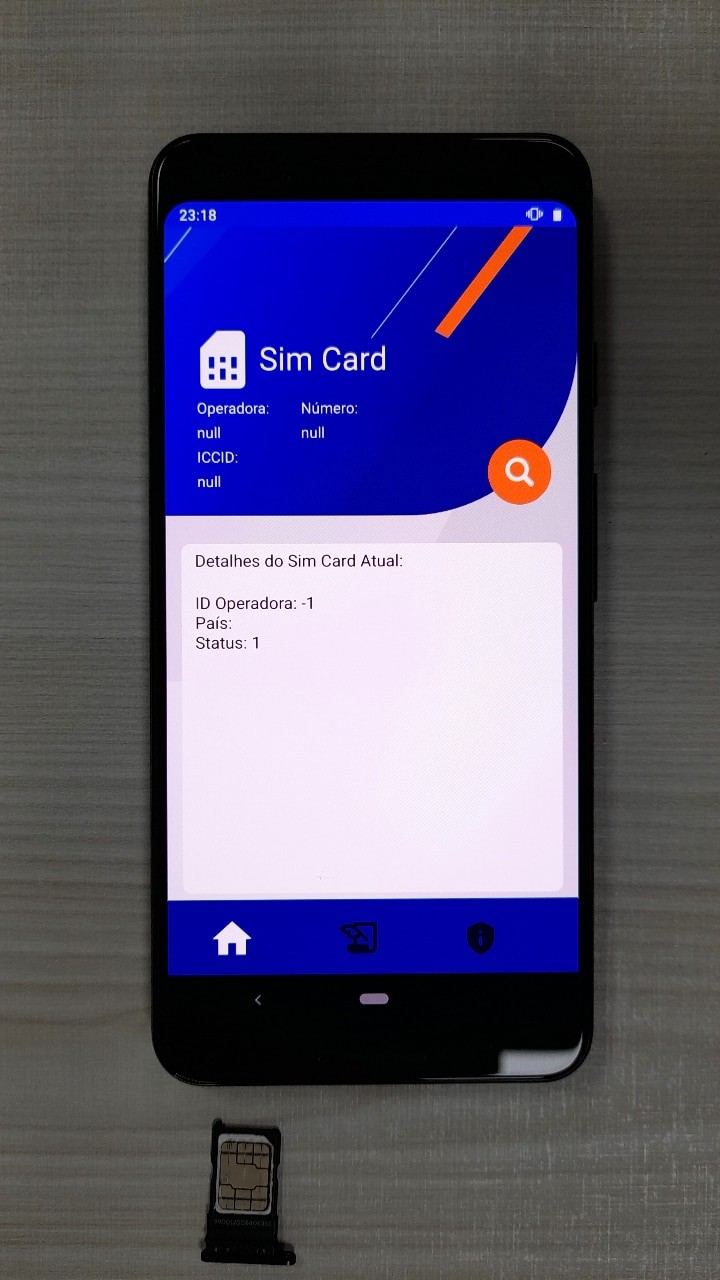 23:18
Sim Card
Operadora: Número:
null null
ICCID:
null
Detalhes do Sim Card Atual:
ID Operadora: -1
País:
Status: 1